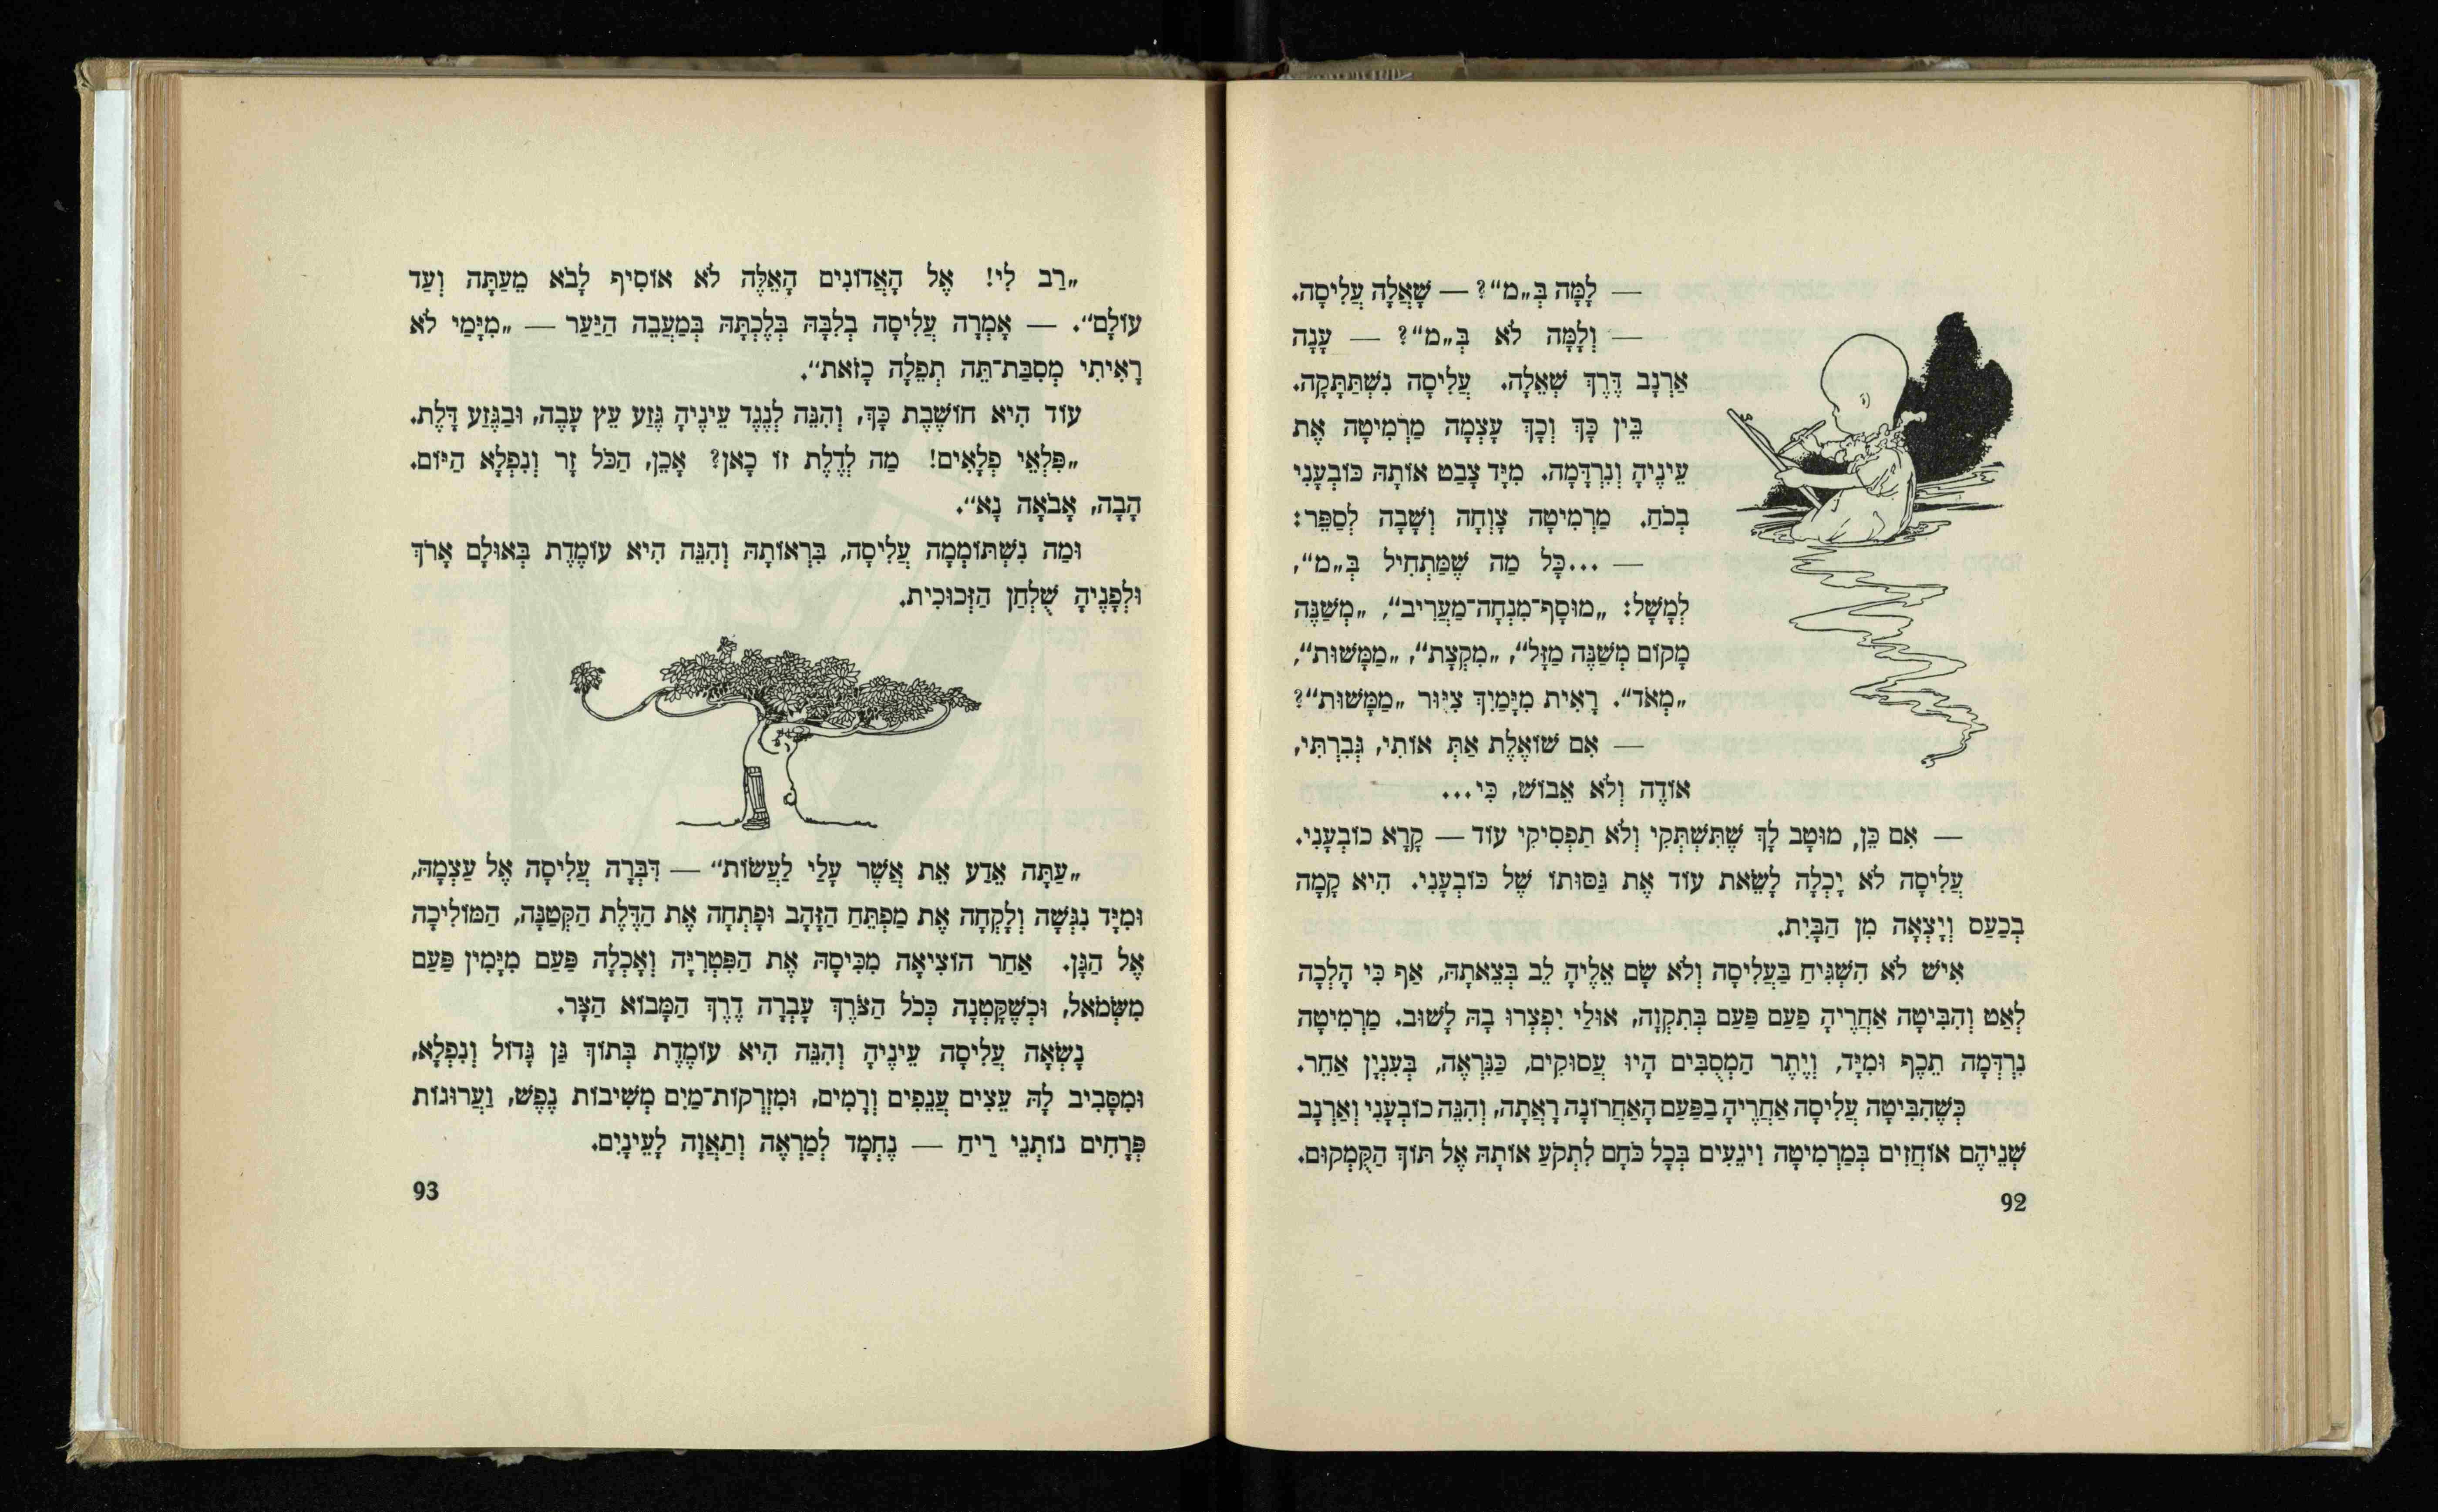 — לָמָּה בְּ„מ“? — שָׁאֲלָה עֲלִיסָה.
— וְלָמָּה לֹא בְּ„מ“? — עָנָה
אַרְנָב דֶּרֶךְ שְׁאֵלָה. עֲלִיסָה נִשְׁתַּתָּקָה.
בֵּין כָּךְ וְכָךְ עָצְמָה מַרְמִיטָה אֶת
עֵינֶיהָ וְנִרְדָּמָה. מִיָּד צָבַט אוֹתָהּ כּוֹבְעָנִי
בְּכֹחַ. מַרְמִיטָה צָוְחָה וְשָׁבָה לְסַפֵּר:
— ...כָּל מַה שֶּׁמַּתְחִיל בְּ„מ“,
לְמָשָׁל: „מוּסָף־מִנְחָה־מַעֲרִיב“, „מְשַׁנֶּה
מָקוֹם מְשַׁנֶּה מַזָּל“, „מִקְצָת“, „מַמָּשׁוּת“,
„מְאֹד“. רָאִית מִיָּמַיִךְ צִיּוּר „מַמָּשׁוּת“?
— אִם שׁוֹאֶלֶת אַתְּ אוֹתִי, גְּבִרְתִּי,
אוֹדֶה וְלֹא אֵבוֹשׁ, כִּי...
— אִם כֵּן, מוּטָב לָךְ שֶׁתִּשְׁתְּקִי וְלֹא תַפְסִיקִי עוֹד — קָרָא כּוֹבְעָנִי.
עֲלִיסָה לֹא יָכְלָה לָשֵׂאת עוֹד אֶת גַּסּוּתוֹ שֶׁל כּוֹבְעָנִי. הִיא קָמָה
בְכַעַס וְיָצְאָה מִן הַבָּיִת.
אִישׁ לֹא הִשְׁגִּיחַ בַּעֲלִיסָה וְלֹא שָׂם אֵלֶיהָ לֵב בְּצֵאתָהּ, אַף כִּי הָלְכָה
לְאַט וְהִבִּיטָה אַחֲרֶיהָ פַּעַם פַּעַם בְּתִקְוָה, אוּלַי יִפְצְרוּ בָהּ לָשׁוּב. מַרְמִיטָה
נִרְדְּמָה תֵּכֶף וּמִיָּד, וְיֶתֶר הַמְסֻבִּים הָיוּ עֲסוּקִים, כַּנִּרְאֶה, בְּעִנְיָן אַחֵר.
כְּשֶׁהִבִּיטָה עֲלִיסָה אַחֲרֶיהָ בַּפַּעַם הָאַחֲרוֹנָה רָאֲתָה, וְהִנֵּה כוֹבְעָנִי וְאַרְנָב
שְׁנֵיהֶם אוֹחֲזִים בְּמַרְמִיטָה וִיגֵעִים בְּכָל כֹּחָם לִתְקֹעַ אוֹתָהּ אֶל תּוֹךְ הַקֻּמְקוּם.
92
„רַב לִי! אֶל הָאֲדוֹנִים הָאֵלֶּה לֹא אוֹסִיף לָבֹא מֵעַתָּה וְעַד
עוֹלָם“. — אָמְרָה עֲלִיסָה בְלִבָּהּ בְּלֶכְתָּהּ בְּמַעֲבֵה הַיַּעַר — „מִיָּמַי לֹא
רָאִיתִי מְסִבַּת־תֵּה תְפֵלָה כָזֹאת“.
עוֹד הִיא חוֹשֶׁבֶת כָּךְ, וְהִנֵּה לְנֶגֶד עֵינֶיהָ גֶּזַע עֵץ עָבֶה, וּבַגֶּזַע דֶּלֶת.
„פִּלְאֵי פְלָאִים! מַה לְדֶלֶת זוֹ כָאן? אָכֵן, הַכֹּל זָר וְנִפְלָא הַיּוֹם.
הָבָה, אָבֹאָה נָּא“.
וּמַה נִּשְׁתּוֹמְמָה עֲלִיסָה, בִּרְאוֹתָהּ וְהִנֵּה הִיא עוֹמֶדֶת בְּאוּלָם אָרֹךְ
וּלְפָנֶיהָ שֻׁלְחַן הַזְּכוּכִית.
„עַתָּה אֵדַע אֵת אֲשֶׁר עָלַי לַעֲשׂוֹת“ — דִּבְּרָה עֲלִיסָה אֶל עַצְמָהּ,
וּמִיָּד נִגְּשָׁה וְלָקְחָה אֶת מַפְתֵּחַ הַזָּהָב וּפָתְחָה אֶת הַדֶּלֶת הַקְּטַנָּה, הַמּוֹלִיכָה
אֶל הַגָּן. אַחַר הוֹצִיאָה מִכִּיסָהּ אֶת הַפִּטְרִיָּה וְאָכְלָה פַּעַם מִיָּמִין פַּעַם
מִשְּׂמֹאל, וּכְשֶׁקָּטְנָה כְּכֹל הַצֹּרֶךְ עָבְרָה דֶרֶךְ הַמָּבוֹא הַצָּר.
נָשְׂאָה עֲלִיסָה עֵינֶיהָ וְהִנֵּה הִיא עוֹמֶדֶת בְּתוֹךְ גַּן גָּדוֹל וְנִפְלָא,
וּמִסָּבִיב לָהּ עֵצִים עֲנֵפִים וְרָמִים, וּמִזְרָקוֹת־מַיִם מְשִׁיבוֹת נֶפֶשׁ, וַעֲרוּגוֹת
פְּרָחִים נוֹתְנֵי רֵיחַ — נֶחְמָד לְמַרְאֶה וְתַאֲוָה לָעֵינָיִם.
93